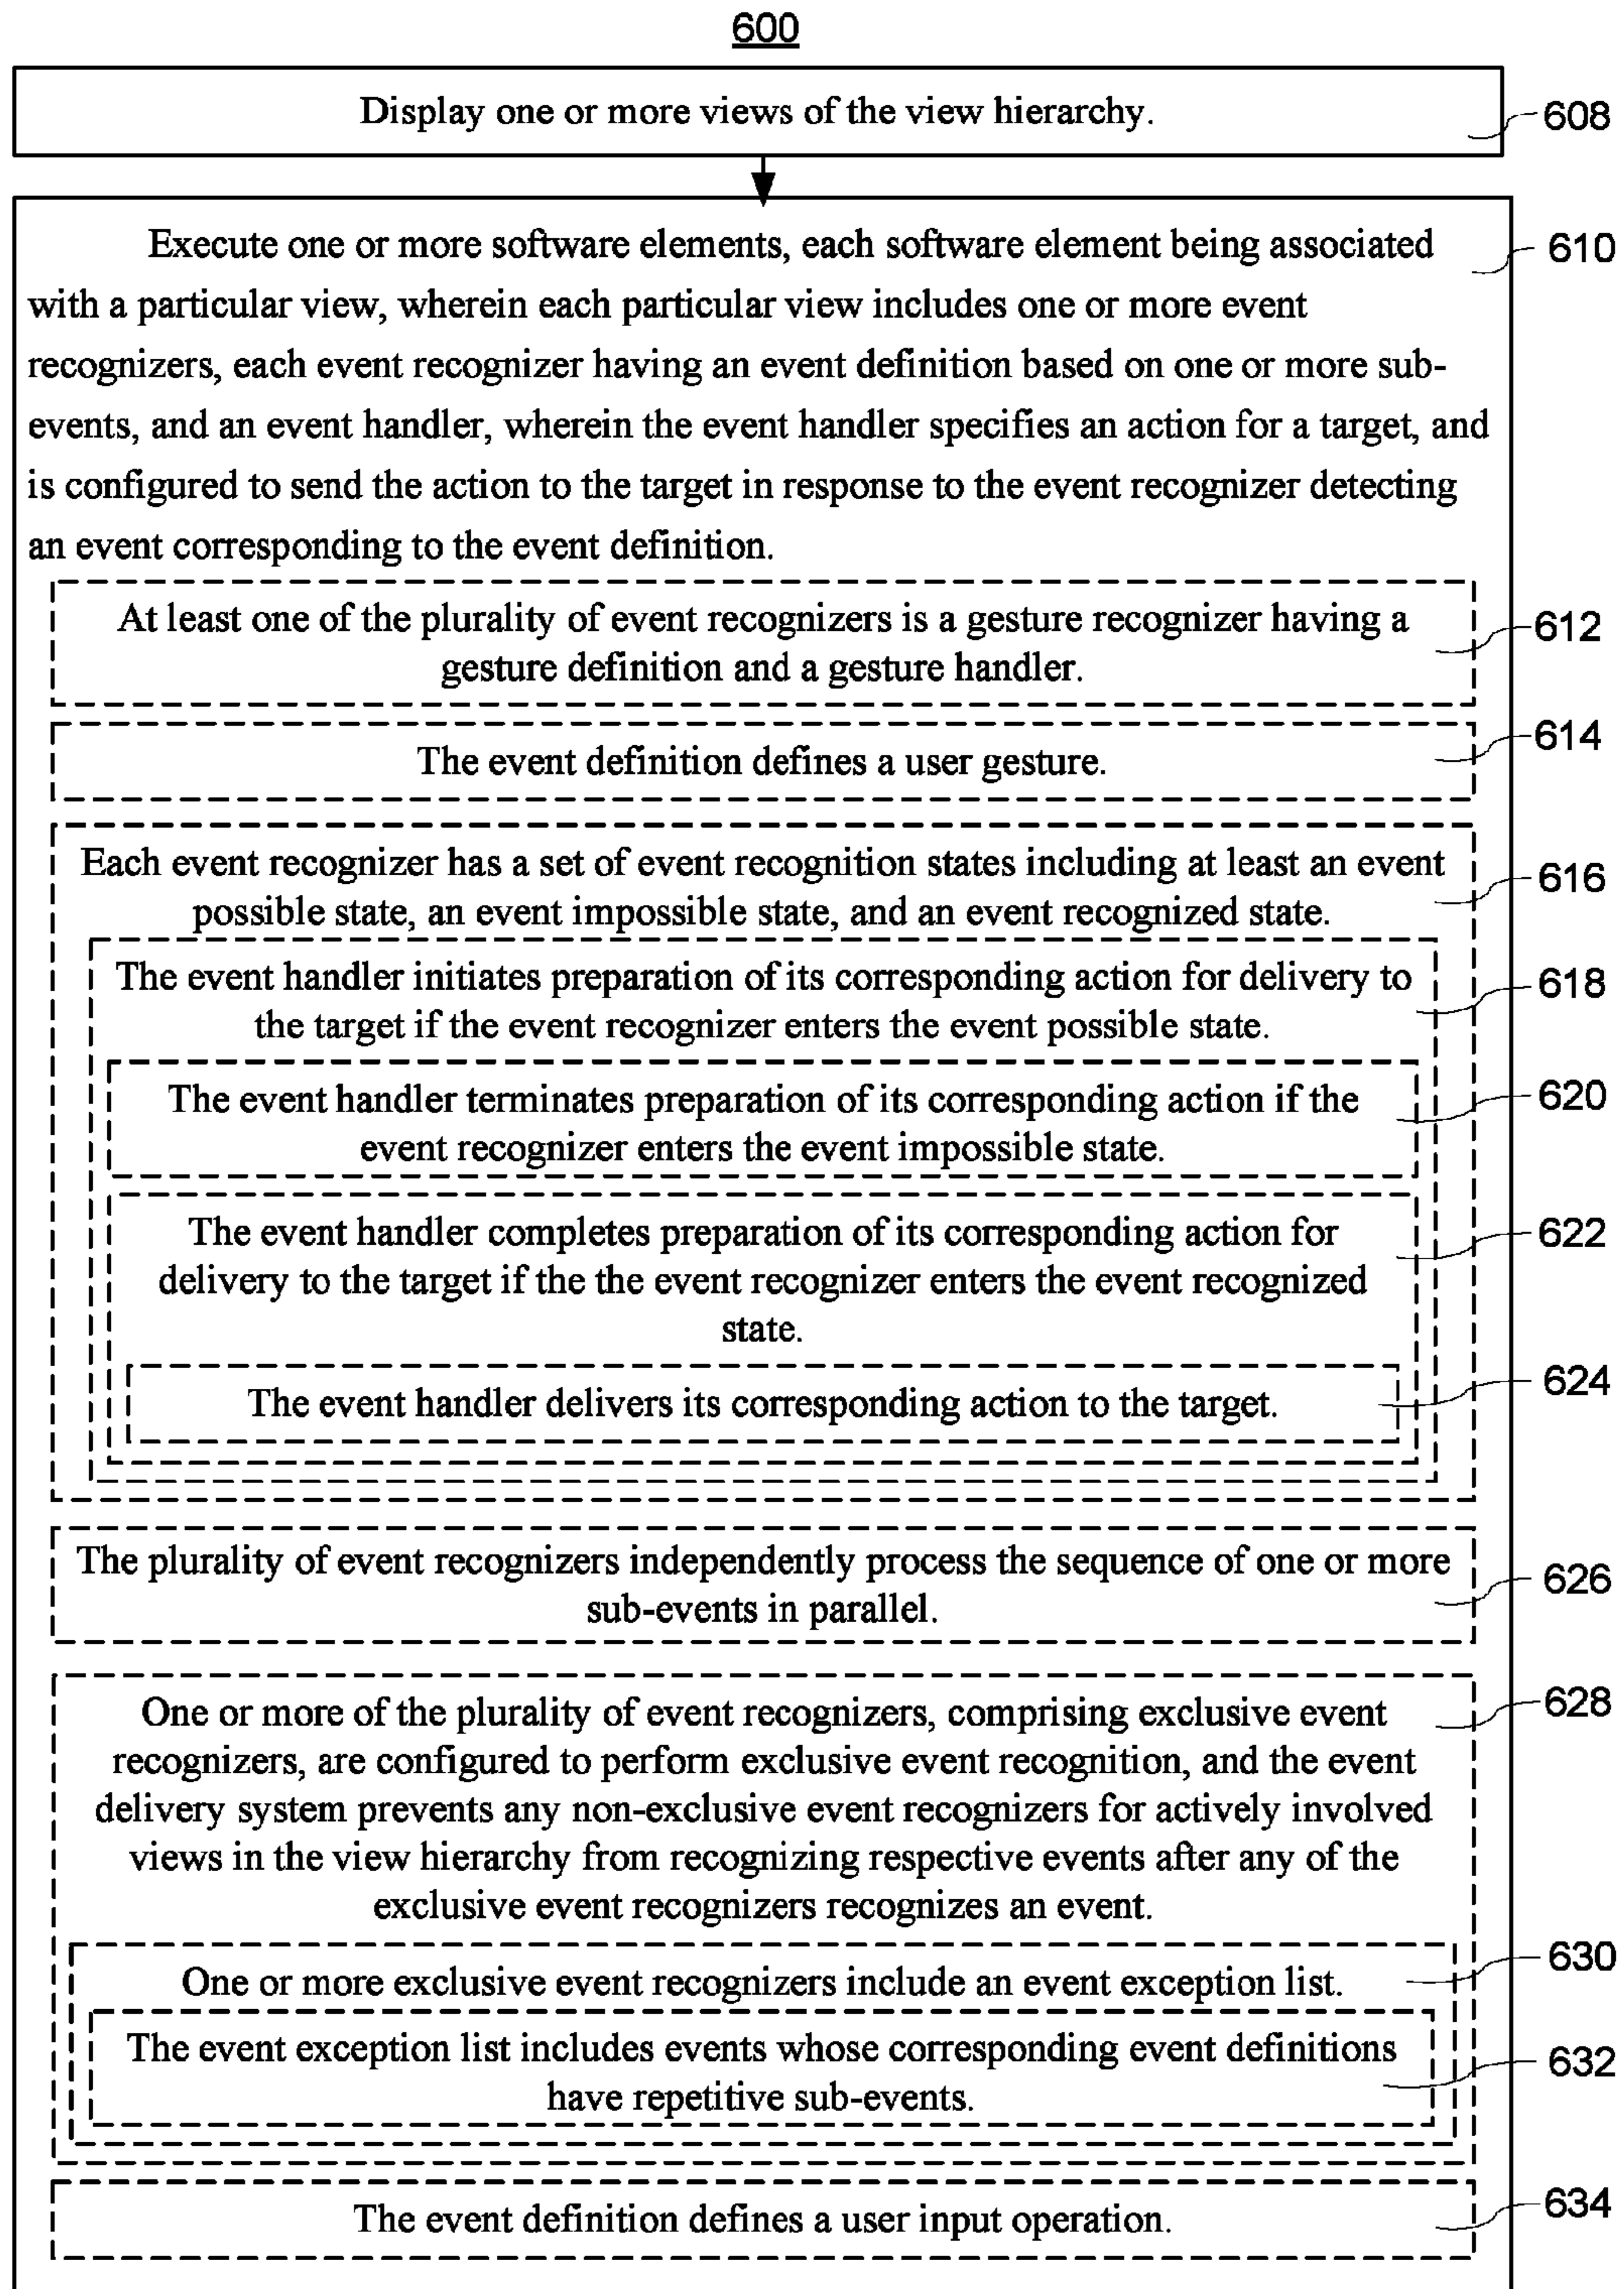 600
Display one or more views of the view hierarchy.
608
Execute one or more software elements, each software element being associated
610
with a particular view, wherein each particular view includes one or more event
recognizers, each event recognizer having an event definition based on one or more sub-
events, and an event handler, wherein the event handler specifies an action for a target, and
is configured to send the action to the target in response to the event recognizer detecting
an event corresponding to the event definition.
At least one of the plurality of event recognizers is a gesture recognizer having a
612
gesture definition and a gesture handler.
614
The event definition defines a user gesture.
Each event recognizer has a set of event recognition states including at least an event
616
possible state, an event impossible state, and an event recognized state.
The event handler initiates preparation of its corresponding action for delivery to
618
the target if the event recognizer enters the event possible state.
The event handler terminates preparation of its corresponding action if the
620
event recognizer enters the event impossible state.
The event handler completes preparation of its corresponding action for
622
delivery to the target if the the event recognizer enters the event recognized
state.
624
The event handler delivers its corresponding action to the target.
The plurality of event recognizers independently process the sequence of one or more
626
sub-events in parallel.
628
One or more of the plurality of event recognizers, comprising exclusive event
recognizers, are configured to perform exclusive event recognition, and the event
delivery system prevents any non-exclusive event recognizers for actively involved
views in the view hierarchy from recognizing respective events after any of the
exclusive event recognizers recognizes an event.
630
One or more exclusive event recognizers include an event exception list.
The event exception list includes events whose corresponding event definitions
632
have repetitive sub-events.
634
The event definition defines a user input operation.